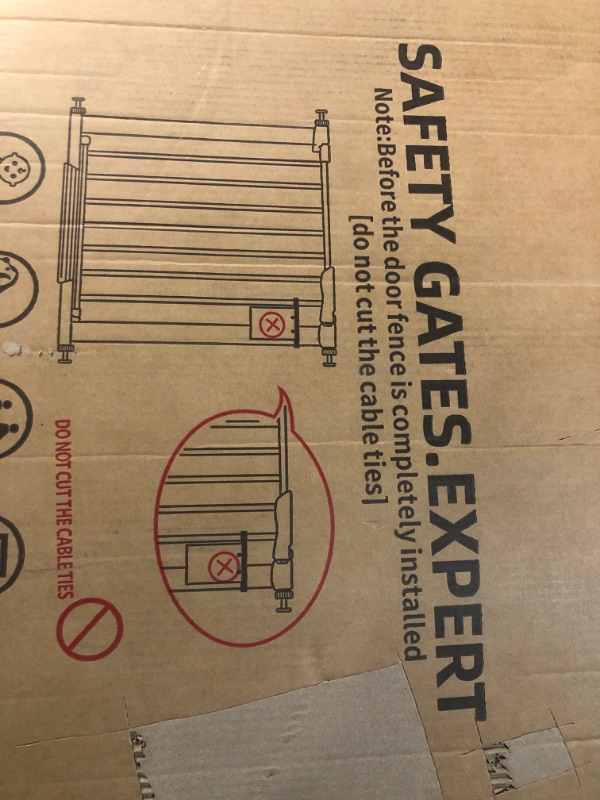 SAFETY GATES.EXPERT
Note:Before the door fence is completely installed
[do not cut the cable ties]
DO NOT CUT THE CABLE TIES